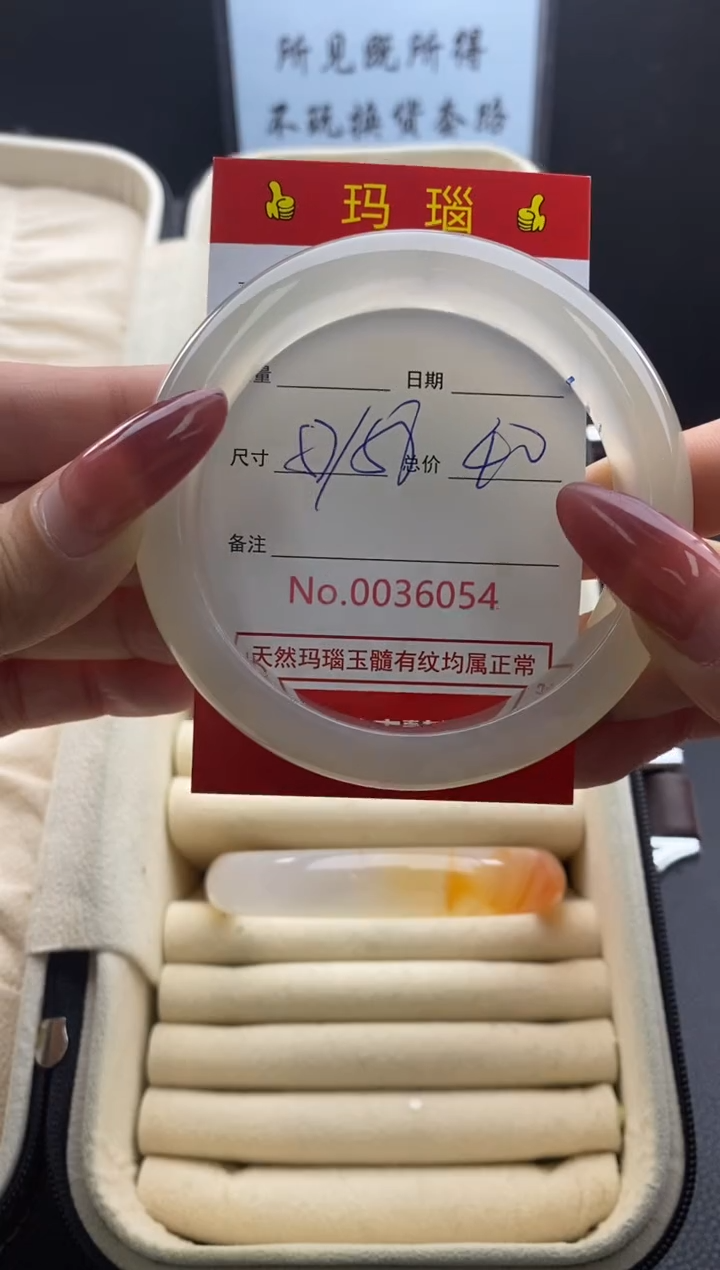 所见既所得
不玩换货套路
玛瑙
量 日期
尺寸 总价 40
备注
No.0036054
天然玛瑙玉髓有纹均属正常